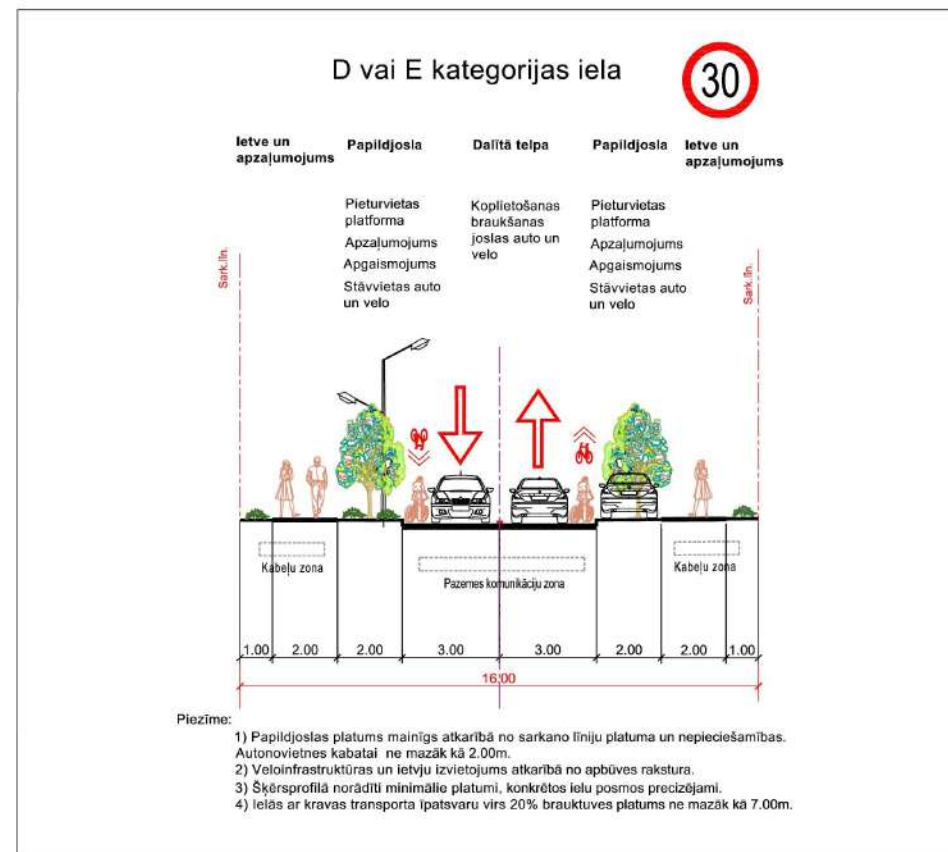 D vai E kategorijas iela
30
Ietve un
apzaļumojums
Papildjosla
Dalītā telpa
Papildjosla
Ietve un
apzaļumojums
Pieturvietas
platforma
Apzaļumojums
Apgaismojums
Stāvvietas auto
un velo
Koplietošanas
braukšanas
joslas auto un
velo
Pieturvietas
platforma
Apzaļumojums
Apgaismojums
Stāvvietas auto
un velo
Sark.līn.
Sark.līn.
Kabeļu zona
Pazemes komunikāciju zona
Kabeļu zona
1.00 2.00 2.00 3.00 3.00 2.00 2.00 1.00
16.00
Piezīme:
1) Papildjoslas platums mainīgs atkarībā no sarkano līniju platuma un nepieciešamības.
Autonovietnes kabatai ne mazāk kā 2.00m.
2) Veloinfrastruktūras un ietvju izvietojums atkarībā no apbūves rakstura.
3) Šķērsprofilā norādīti minimālie platumi, konkrētos ielu posmos precizējami.
4) Ielās ar kravas transporta īpatsvaru virs 20% brauktuves platums ne mazāk kā 7.00m.